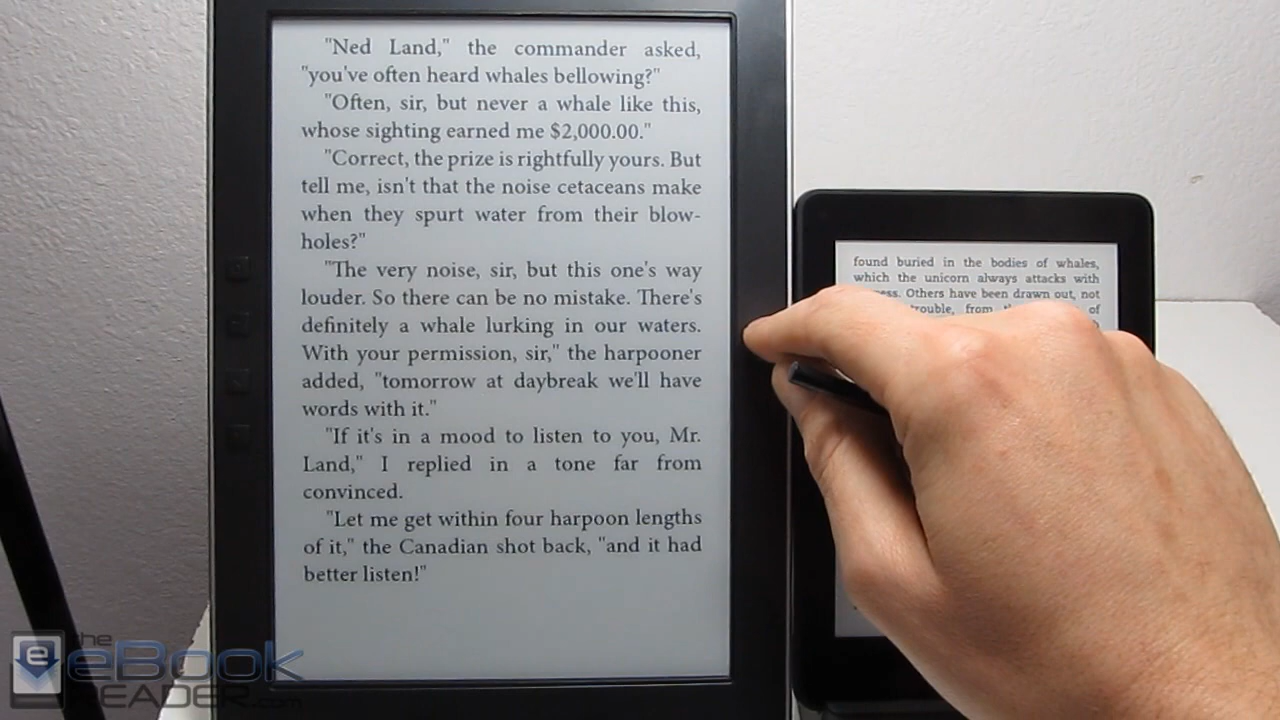 "Ned Land," the commander asked,
"you've often heard whales bellowing?"
"Often, sir, but never a whale like this,
whose sighting earned me $2,000.00."
"Correct, the prize is rightfully yours. But
tell me, isn't that the noise cetaceans make
when they spurt water from their blow-
holes?"
"The very noise, sir, but this one's way
louder. So there can be no mistake. There's
definitely a whale lurking in our waters.
With your permission, sir," the harpooner
added, "tomorrow at daybreak we'll have
words with it."
"If it's in a mood to listen to you, Mr.
Land," I replied in a tone far from
convinced.
"Let me get within four harpoon lengths
of it," the Canadian shot back, "and it had
better listen!"
found buried in the bodies of whales,
which the unicorn always attacks with
Others have been drawn out, not
trouble, from of
the
eBook
READER.com